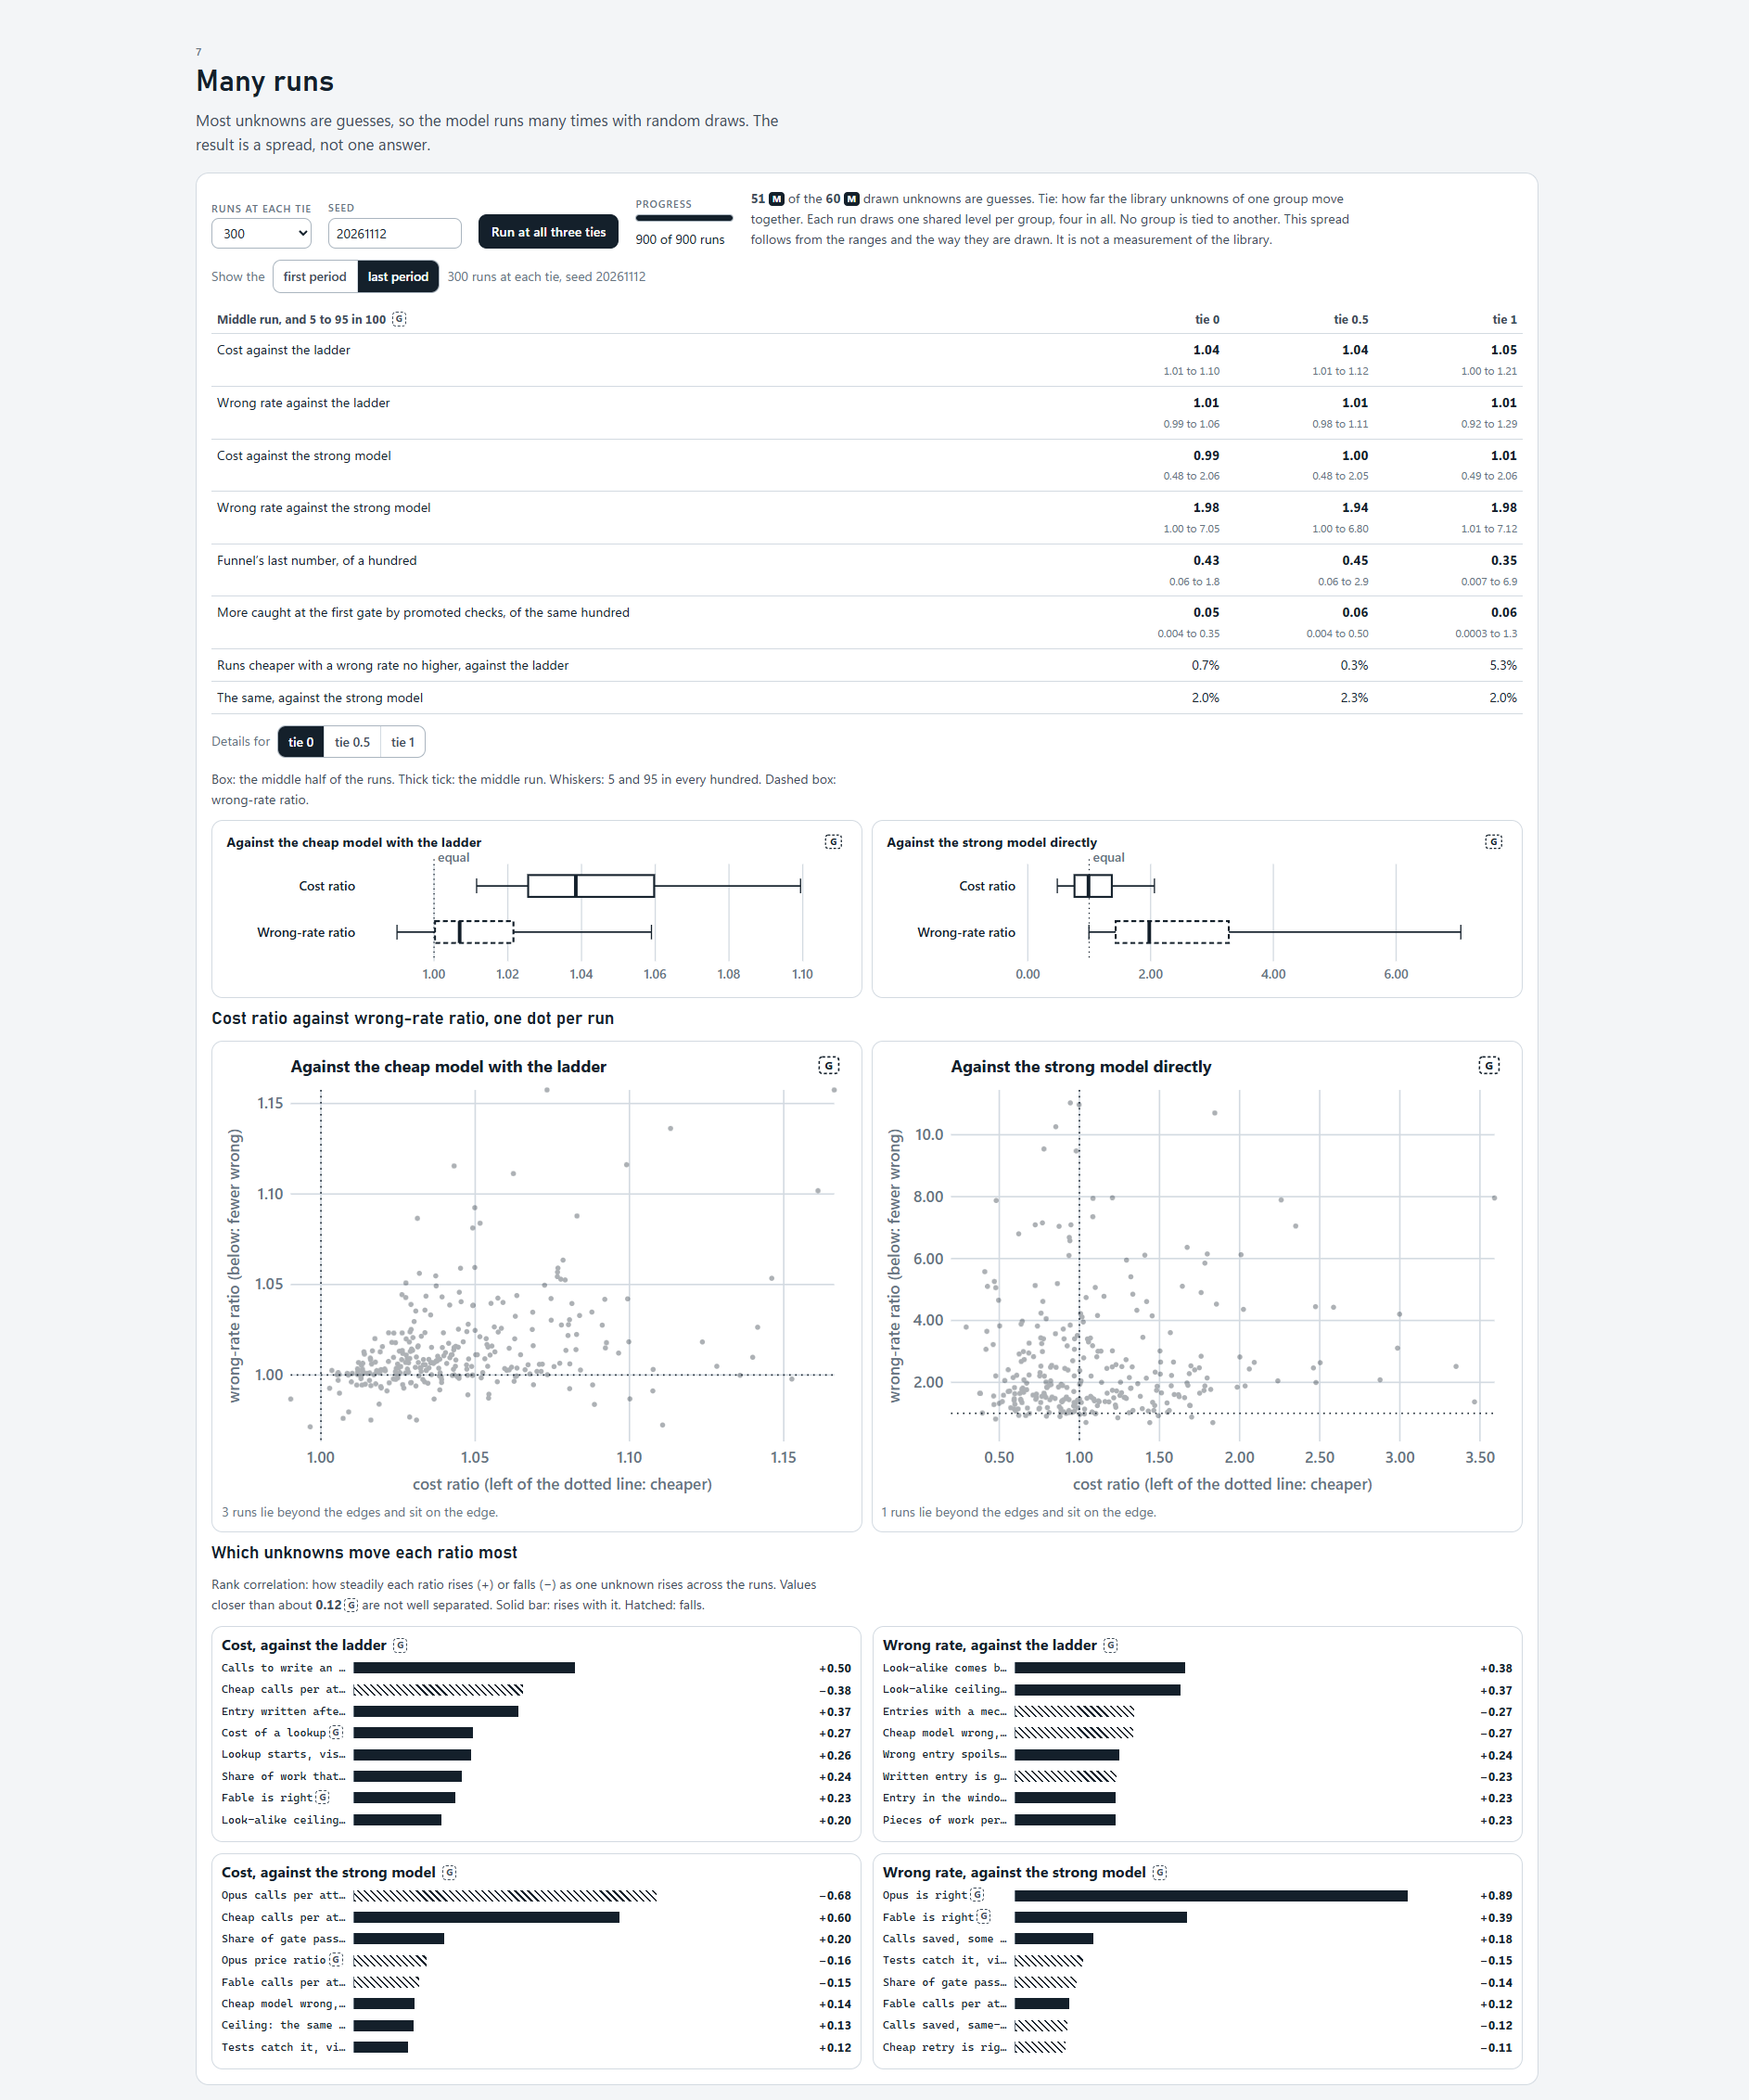 7
Many runs
Most unknowns are guesses, so the model runs many times with random draws. The
result is a spread, not one answer.
RUNS AT EACH TIE
300
SEED
20261112
Run at all three ties
PROGRESS
900 of 900 runs
51 M of the 60 M drawn unknowns are guesses. Tie: how far the library unknowns of one group move
together. Each run draws one shared level per group, four in all. No group is tied to another. This spread
follows from the ranges and the way they are drawn. It is not a measurement of the library.
Show the first period last period 300 runs at each tie, seed 20261112
Middle run, and 5 to 95 in 100 G tie 0 tie 0.5 tie 1
Cost against the ladder 1.04 1.04 1.05
1.01 to 1.10 1.01 to 1.12 1.00 to 1.21
Wrong rate against the ladder 1.01 1.01 1.01
0.99 to 1.06 0.98 to 1.11 0.92 to 1.29
Cost against the strong model 0.99 1.00 1.01
0.48 to 2.06 0.48 to 2.05 0.49 to 2.06
Wrong rate against the strong model 1.98 1.94 1.98
1.00 to 7.05 1.00 to 6.80 1.01 to 7.12
Funnel’s last number, of a hundred 0.43 0.45 0.35
0.06 to 1.8 0.06 to 2.9 0.007 to 6.9
More caught at the first gate by promoted checks, of the same hundred 0.05 0.06 0.06
0.004 to 0.35 0.004 to 0.50 0.0003 to 1.3
Runs cheaper with a wrong rate no higher, against the ladder 0.7% 0.3% 5.3%
The same, against the strong model 2.0% 2.3% 2.0%
Details for tie 0 tie 0.5 tie 1
Box: the middle half of the runs. Thick tick: the middle run. Whiskers: 5 and 95 in every hundred. Dashed box:
wrong-rate ratio.
Against the cheap model with the ladder G
equal
Cost ratio
Wrong-rate ratio
1.00 1.02 1.04 1.06 1.08 1.10
Against the strong model directly G
equal
Cost ratio
Wrong-rate ratio
0.00 2.00 4.00 6.00
Cost ratio against wrong-rate ratio, one dot per run
Against the cheap model with the ladder G
wrong-rate ratio (below: fewer wrong)
1.15
1.10
1.05
1.00
1.00 1.05 1.10 1.15
cost ratio (left of the dotted line: cheaper)
3 runs lie beyond the edges and sit on the edge.
Against the strong model directly G
wrong-rate ratio (below: fewer wrong)
10.0
8.00
6.00
4.00
2.00
0.50 1.00 1.50 2.00 2.50 3.00 3.50
cost ratio (left of the dotted line: cheaper)
1 runs lie beyond the edges and sit on the edge.
Which unknowns move each ratio most
Rank correlation: how steadily each ratio rises (+) or falls (−) as one unknown rises across the runs. Values
closer than about 0.12 G are not well separated. Solid bar: rises with it. Hatched: falls.
Cost, against the ladder G
Calls to write an … +0.50
Cheap calls per at… −0.38
Entry written afte… +0.37
Cost of a lookup G +0.27
Lookup starts, vis… +0.26
Share of work that… +0.24
Fable is right G +0.23
Look-alike ceiling… +0.20
Wrong rate, against the ladder G
Look-alike comes b… +0.38
Look-alike ceiling… +0.37
Entries with a mec… −0.27
Cheap model wrong,… −0.27
Wrong entry spoils… +0.24
Written entry is g… −0.23
Entry in the windo… +0.23
Pieces of work per… +0.23
Cost, against the strong model G
Opus calls per att… −0.68
Cheap calls per at… +0.60
Share of gate pass… +0.20
Opus price ratio G −0.16
Fable calls per at… −0.15
Cheap model wrong,… +0.14
Ceiling: the same … +0.13
Tests catch it, vi… +0.12
Wrong rate, against the strong model G
Opus is right G +0.89
Fable is right G +0.39
Calls saved, some … +0.18
Tests catch it, vi… −0.15
Share of gate pass… −0.14
Fable calls per at… +0.12
Calls saved, same-… −0.12
Cheap retry is rig… −0.11